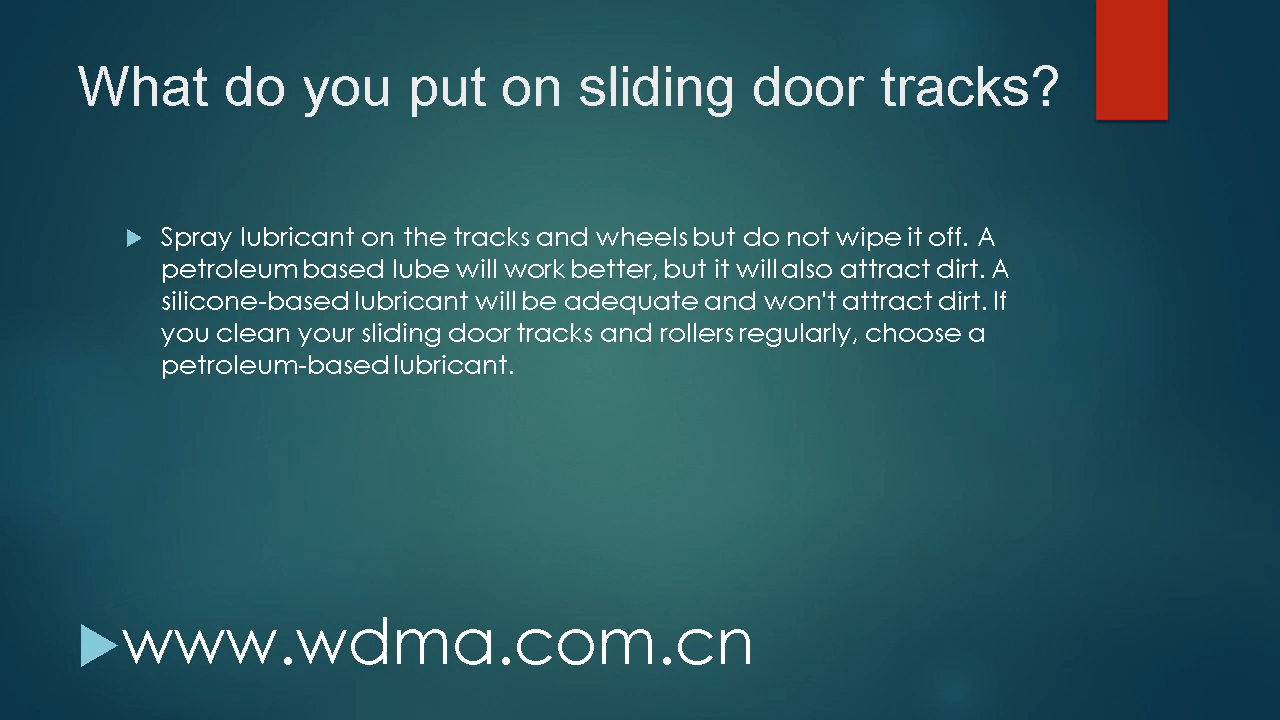 What do you put on sliding door tracks?
Spray lubricant on the tracks and wheels but do not wipe it off. A
petroleum based lube will work better, but it will also attract dirt. A
silicone-based lubricant will be adequate and won't attract dirt. If
you clean your sliding door tracks and rollers regularly, choose a
petroleum-based lubricant.
www.wdma.com.cn